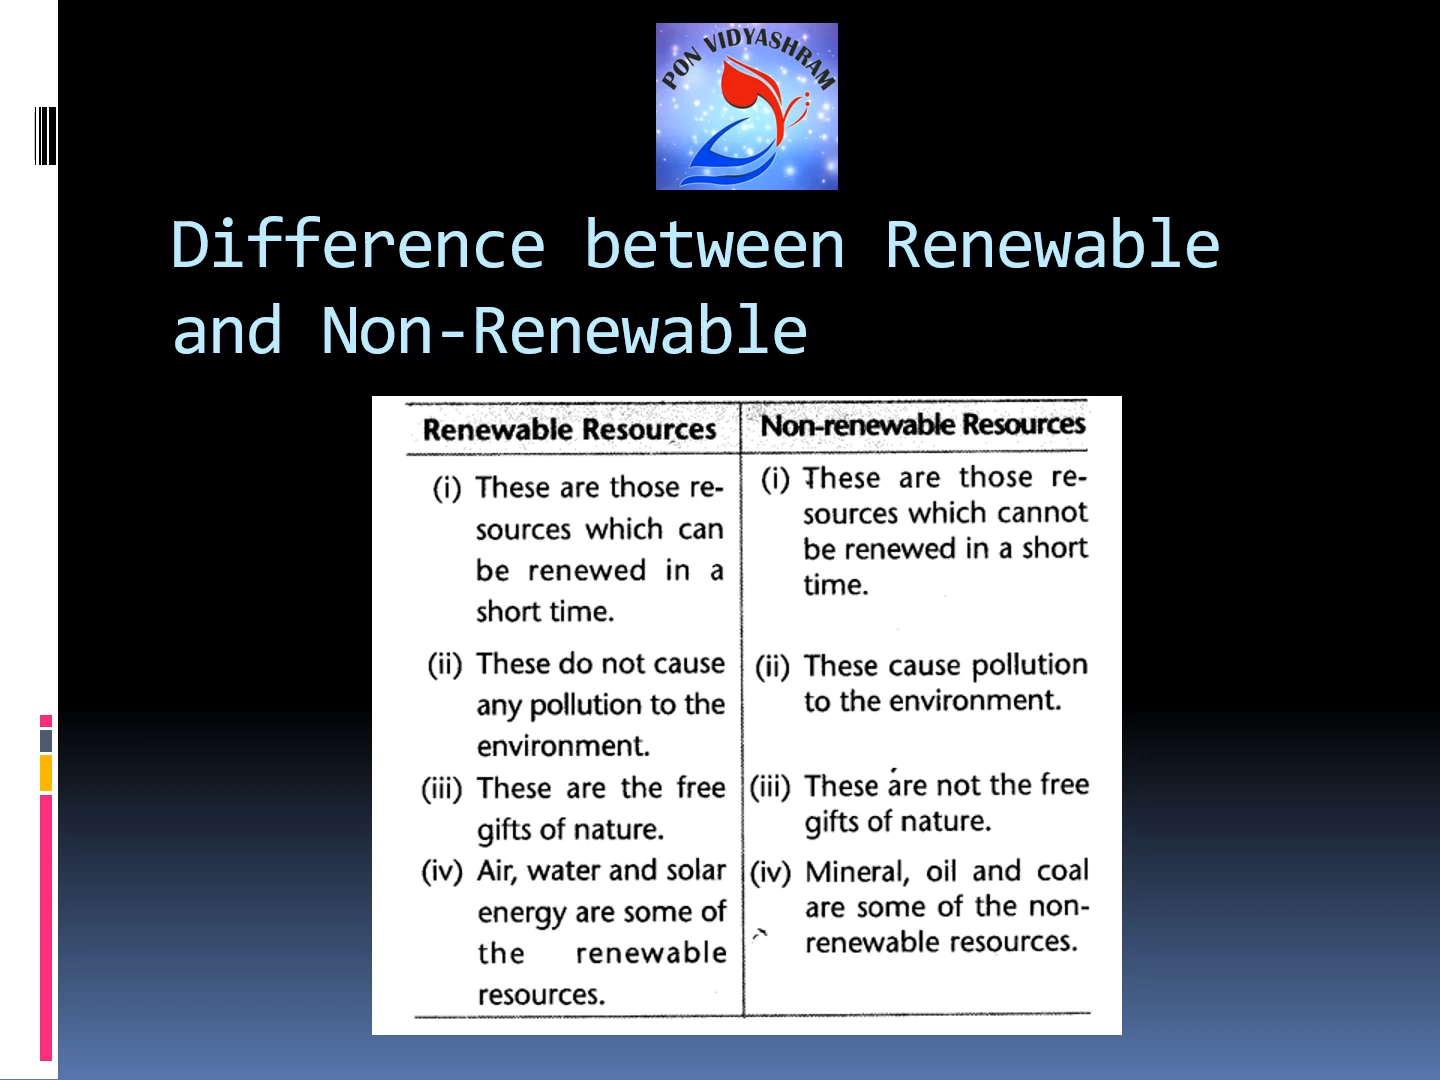 PON VIDYASHRAM
Difference between Renewable
and Non-Renewable
Renewable Resources
(i) These are those re-
sources which can
be renewed in a
short time.
(ii) These do not cause
any pollution to the
environment.
(iii) These are the free
gifts of nature.
(iv) Air, water and solar
energy are some of
the renewable
resources.
Non-renewable Resources
(i) These are those re-
sources which cannot
be renewed in a short
time.
(ii) These cause pollution
to the environment.
(iii) These are not the free
gifts of nature.
(iv) Mineral, oil and coal
are some of the non-
renewable resources.